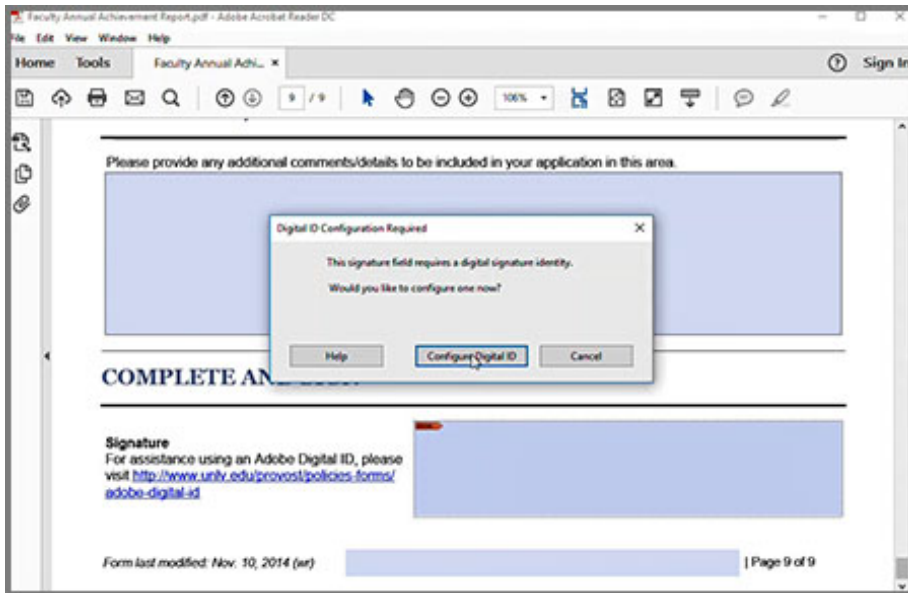 Faculty Annual Achievement Report.pdf - Adobe Acrobat Reader DC
File Edit View Window Help
Home Tools Faculty Annual Achi... × Sign In
9 / 9 106%
Please provide any additional comments/details to be included in your application in this area.
Digital ID Configuration Required
This signature field requires a digital signature identity.
Would you like to configure one now?
Help Configure Digital ID Cancel
COMPLETE AN
Signature
For assistance using an Adobe Digital ID, please
visit http://www.unlv.edu/provost/policies-forms/
adobe-digital-id
Form last modified: Nov. 10, 2014 (wr) | Page 9 of 9